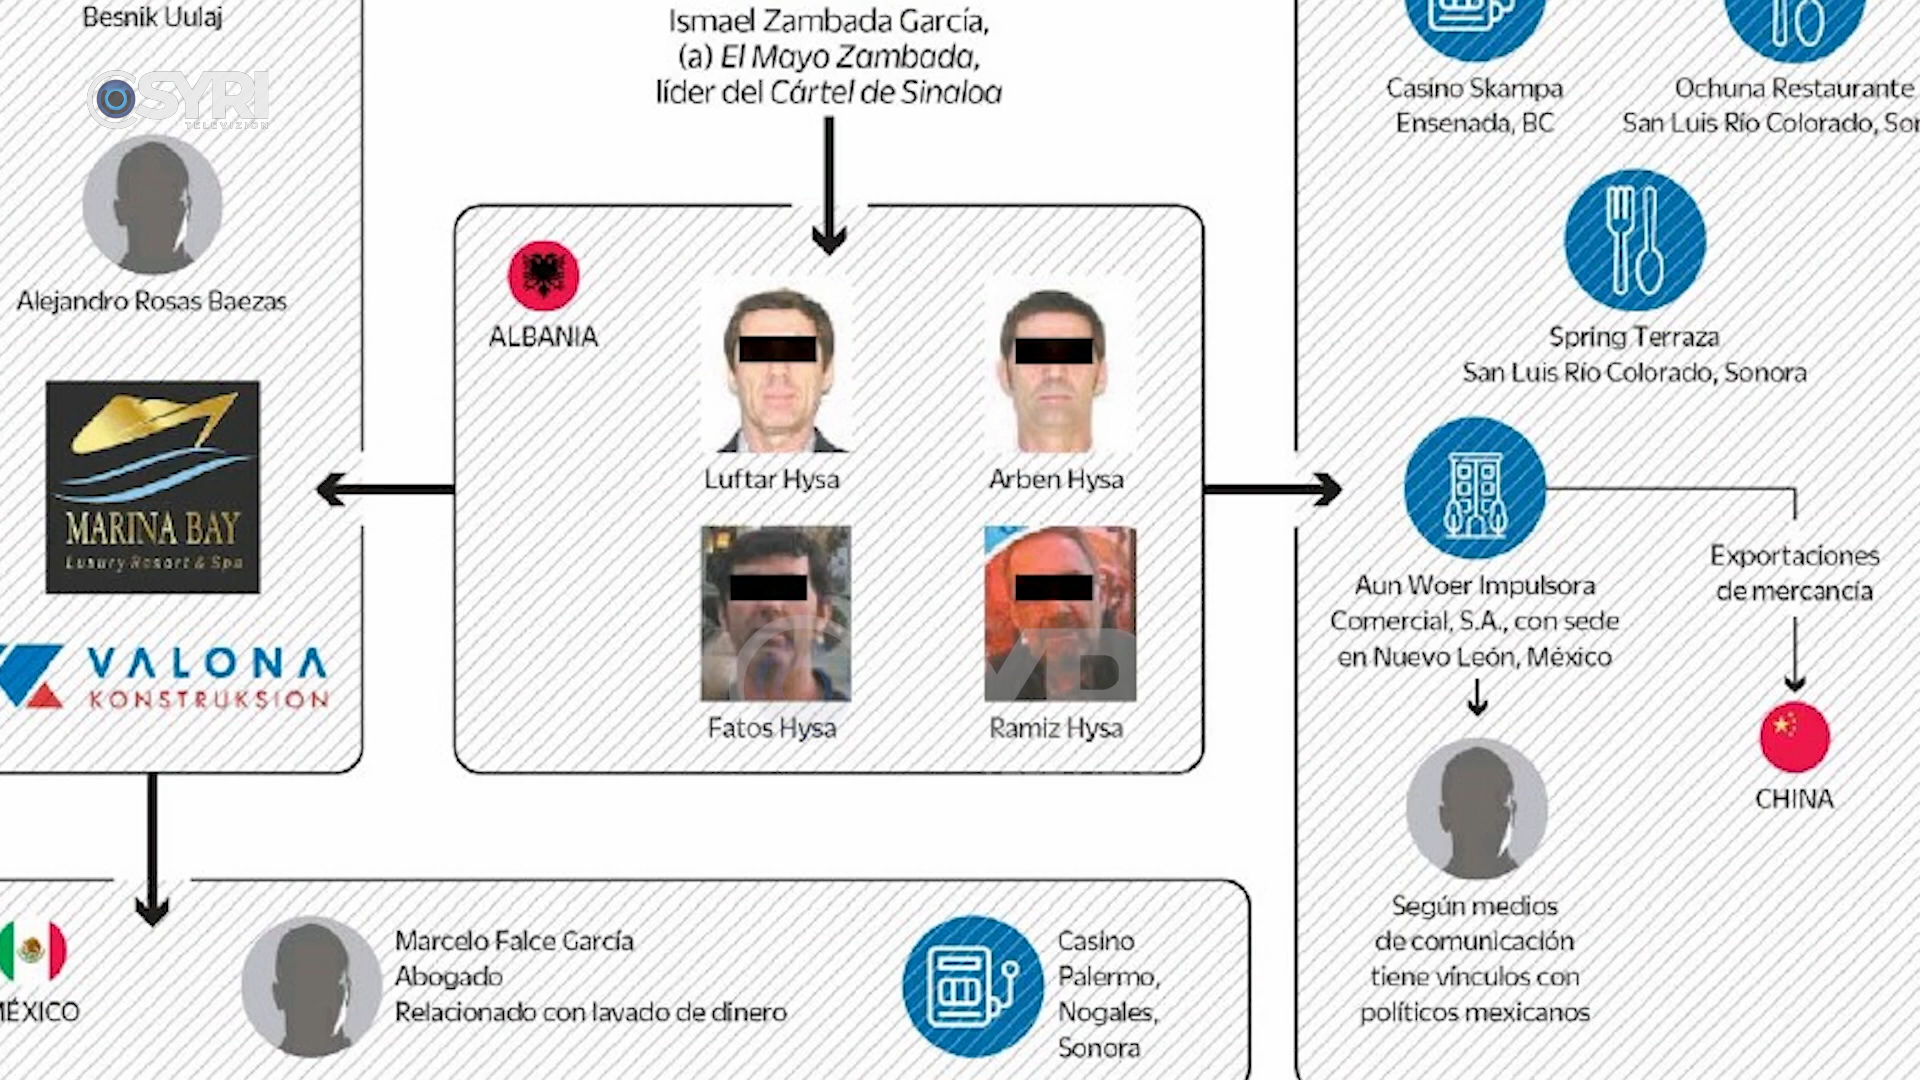 Besnik Uulaj
SYRI
TELEVIZION
Alejandro Rosas Baezas
MARINA BAY
Luxury Resort & Spa
VALONA
KONSTRUKSION
Ismael Zambada García,
(a) El Mayo Zambada,
líder del Cártel de Sinaloa
ALBANIA
Luftar Hysa
Arben Hysa
Fatos Hysa
Ramiz Hysa
Casino Skampa
Ensenada, BC
Ochuna Restaurante
San Luis Río Colorado, Son
Spring Terraza
San Luis Río Colorado, Sonora
Aun Woer Impulsora
Comercial, S.A., con sede
en Nuevo León, México
Exportaciones
de mercancía
CHINA
Según medios
de comunicación
tiene vínculos con
políticos mexicanos
MÉXICO
Marcelo Falce García
Abogado
Relacionado con lavado de dinero
Casino
Palermo,
Nogales,
Sonora